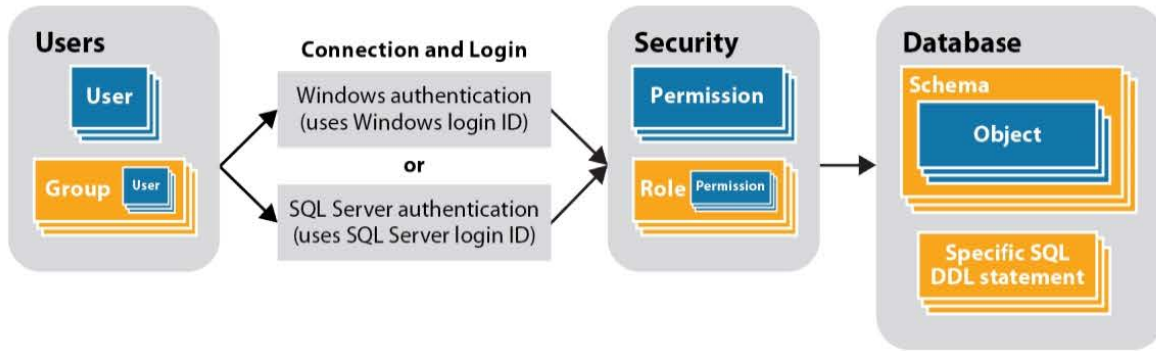 Users
User
Group
User
Connection and Login
Windows authentication
(uses Windows login ID)
or
SQL Server authentication
(uses SQL Server login ID)
Security
Permission
Role
Permission
Database
Schema
Object
Specific SQL
DDL statement